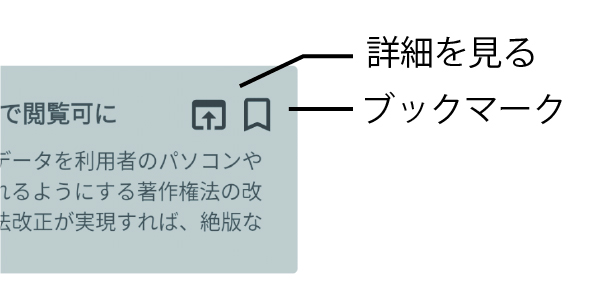 詳細を見る
ブックマーク
で閲覧可に
データを利用者のパソコンや
れるようにする著作権法の改
法改正が実現すれば、絶版な